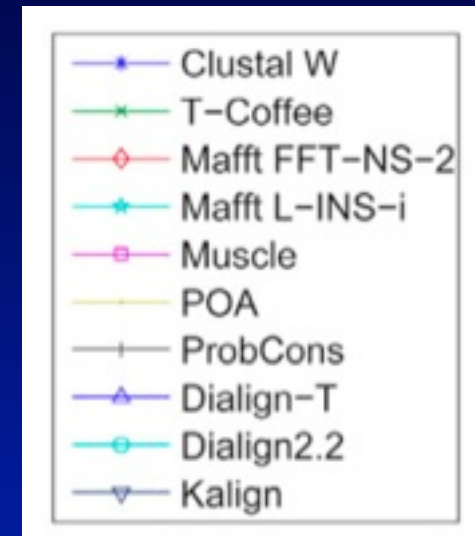 Clustal W
T-Coffee
Mafft FFT-NS-2
Mafft L-INS-i
Muscle
POA
ProbCons
Dialign-T
Dialign2.2
Kalign